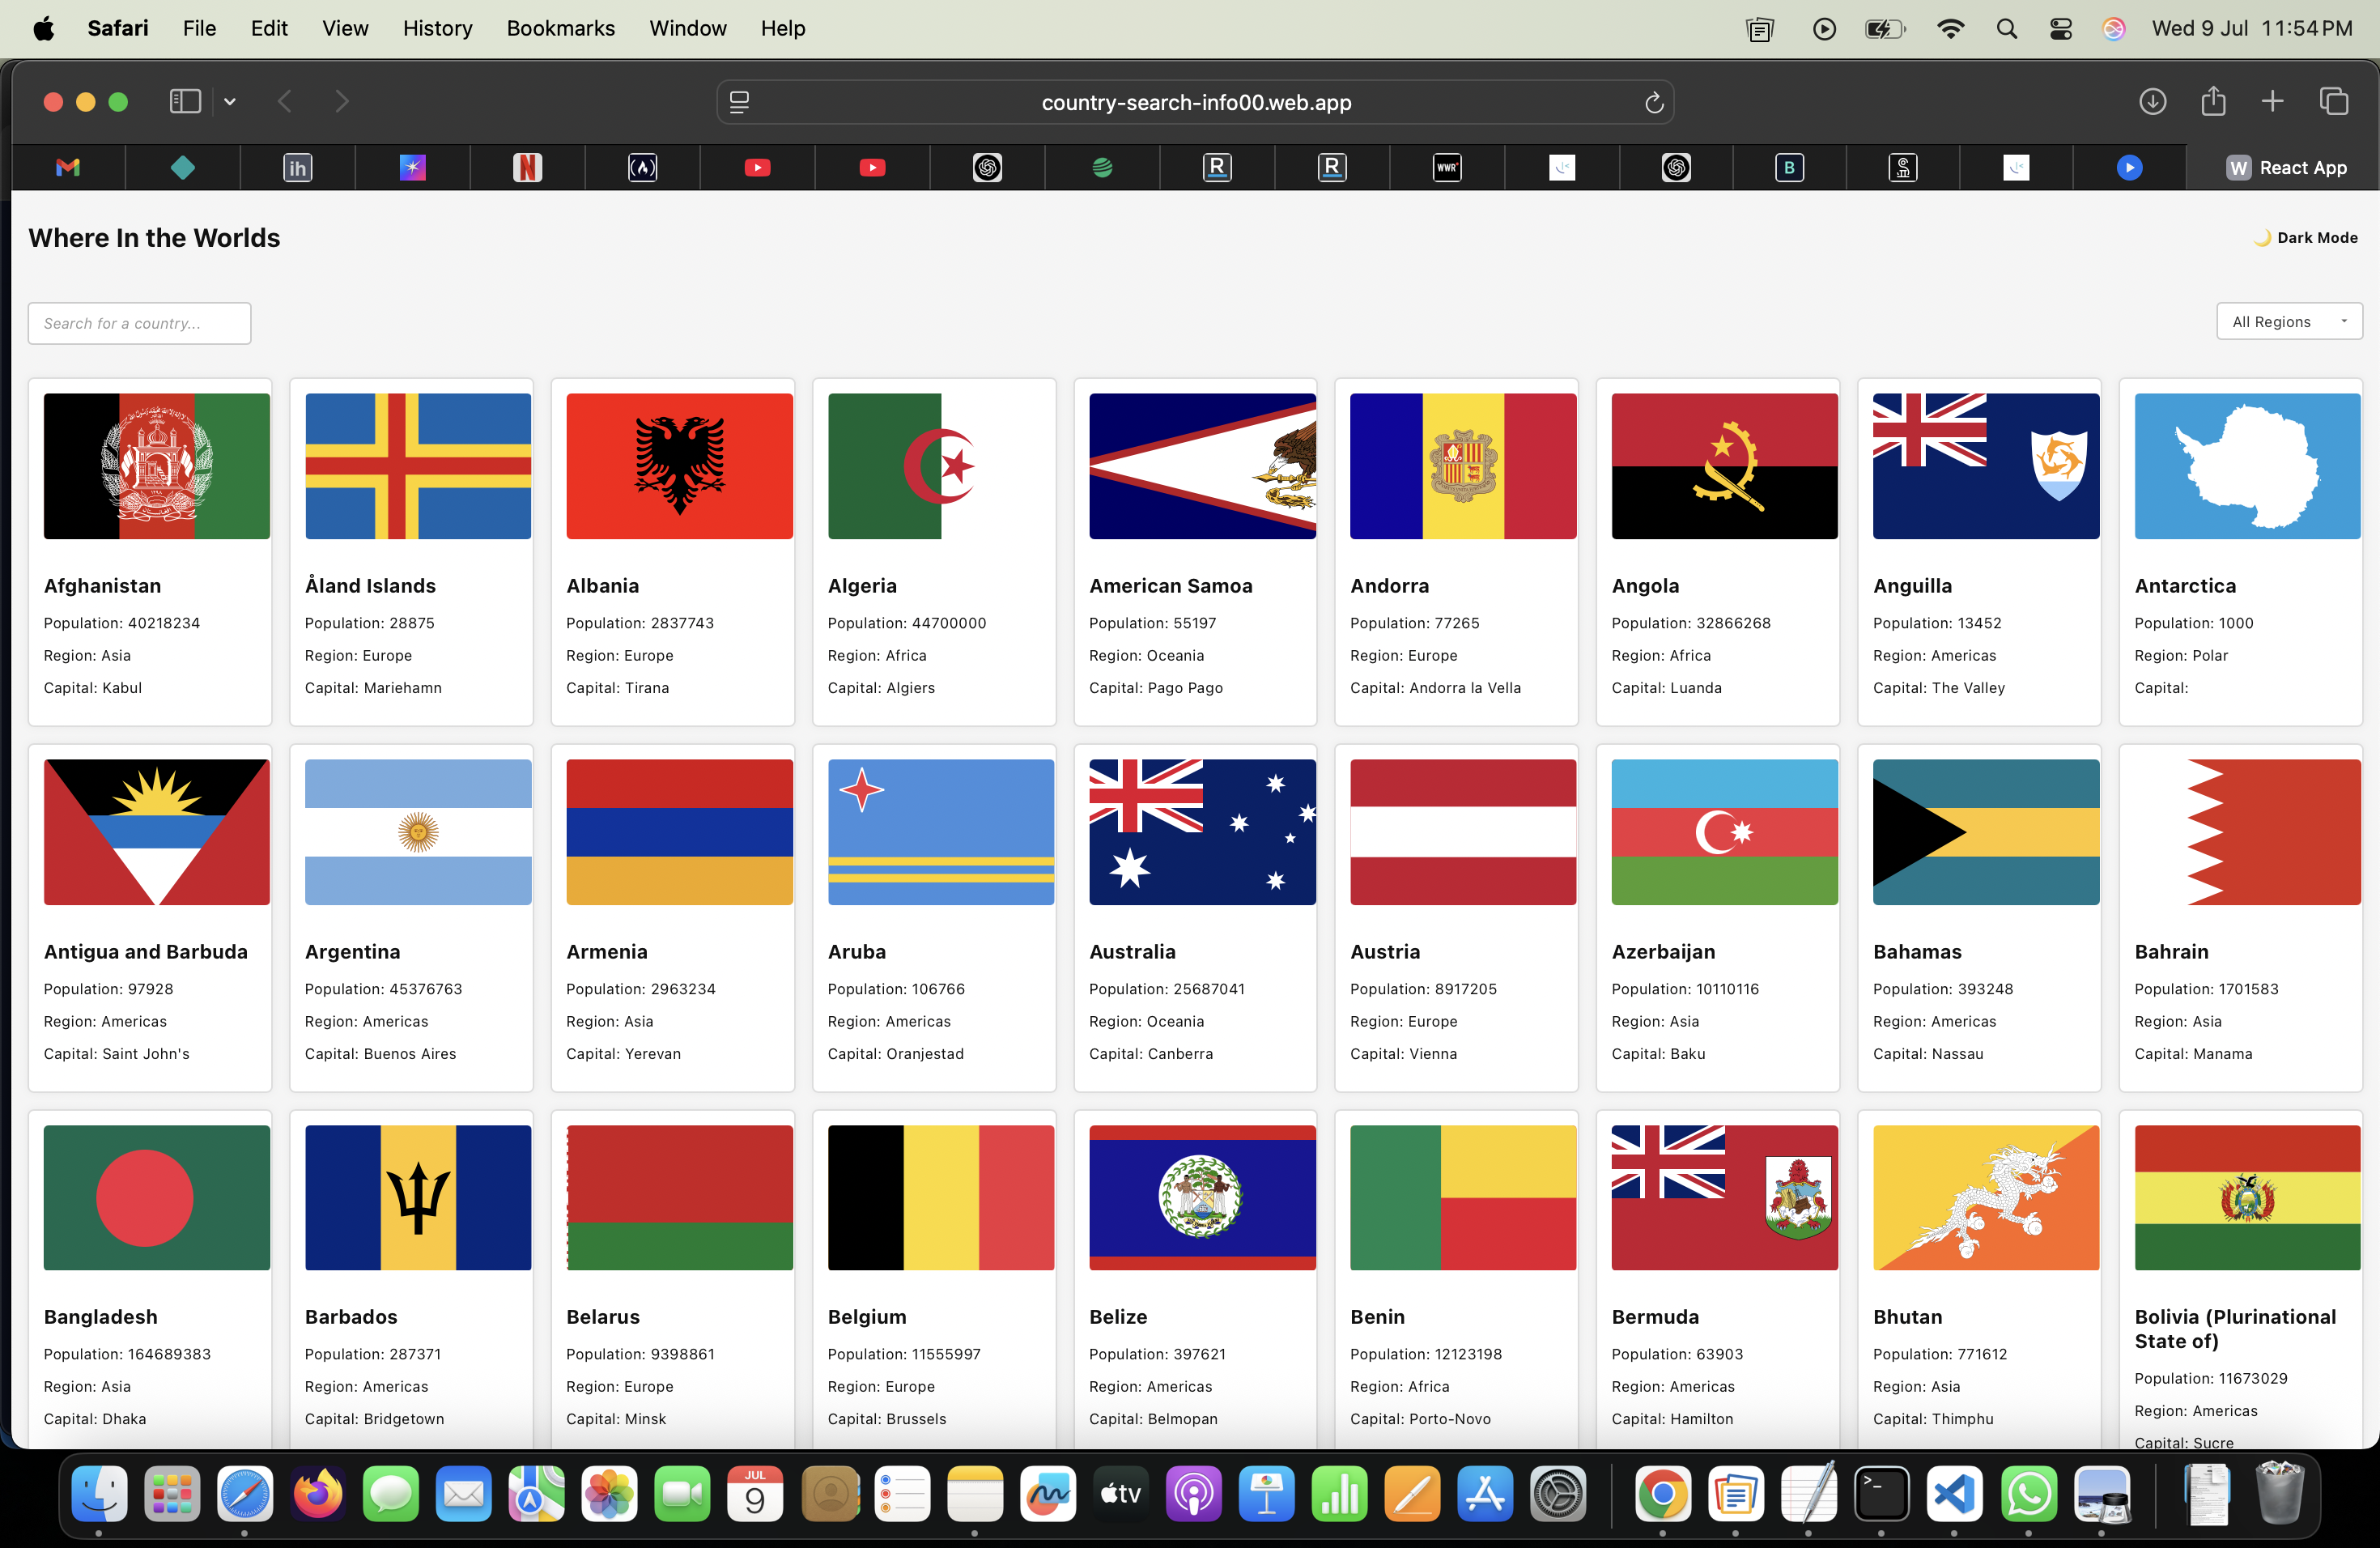 Safari File Edit View History Bookmarks Window Help Wed 9 Jul 11:54 PM
country-search-info00.web.app
ih N R R WWR B W React App
Where In the Worlds
🌙 Dark Mode
Search for a country...
All Regions
Afghanistan
Population: 40218234
Region: Asia
Capital: Kabul
Åland Islands
Population: 28875
Region: Europe
Capital: Mariehamn
Albania
Population: 2837743
Region: Europe
Capital: Tirana
Algeria
Population: 44700000
Region: Africa
Capital: Algiers
American Samoa
Population: 55197
Region: Oceania
Capital: Pago Pago
Andorra
Population: 77265
Region: Europe
Capital: Andorra la Vella
Angola
Population: 32866268
Region: Africa
Capital: Luanda
Anguilla
Population: 13452
Region: Americas
Capital: The Valley
Antarctica
Population: 1000
Region: Polar
Capital:
Antigua and Barbuda
Population: 97928
Region: Americas
Capital: Saint John's
Argentina
Population: 45376763
Region: Americas
Capital: Buenos Aires
Armenia
Population: 2963234
Region: Asia
Capital: Yerevan
Aruba
Population: 106766
Region: Americas
Capital: Oranjestad
Australia
Population: 25687041
Region: Oceania
Capital: Canberra
Austria
Population: 8917205
Region: Europe
Capital: Vienna
Azerbaijan
Population: 10110116
Region: Asia
Capital: Baku
Bahamas
Population: 393248
Region: Americas
Capital: Nassau
Bahrain
Population: 1701583
Region: Asia
Capital: Manama
Bangladesh
Population: 164689383
Region: Asia
Capital: Dhaka
Barbados
Population: 287371
Region: Americas
Capital: Bridgetown
Belarus
Population: 9398861
Region: Europe
Capital: Minsk
Belgium
Population: 11555997
Region: Europe
Capital: Brussels
Belize
Population: 397621
Region: Americas
Capital: Belmopan
Benin
Population: 12123198
Region: Africa
Capital: Porto-Novo
Bermuda
Population: 63903
Region: Americas
Capital: Hamilton
Bhutan
Population: 771612
Region: Asia
Capital: Thimphu
Bolivia (Plurinational
State of)
Population: 11673029
Region: Americas
Capital: Sucre
JUL
9
tv